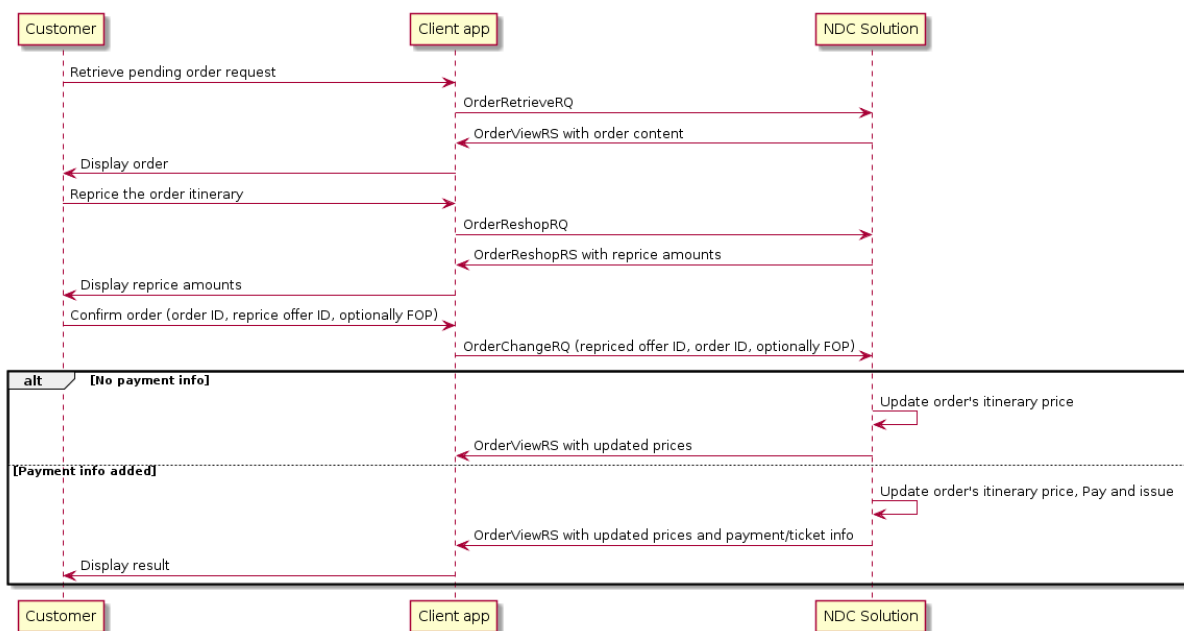 Customer Client app NDC Solution
Retrieve pending order request
OrderRetrieveRQ
OrderViewRS with order content
Display order
Reprice the order itinerary
OrderReshopRQ
OrderReshopRS with reprice amounts
Display reprice amounts
Confirm order (order ID, reprice offer ID, optionally FOP)
OrderChangeRQ (repriced offer ID, order ID, optionally FOP)
alt [No payment info]
Update order's itinerary price
OrderViewRS with updated prices
[Payment info added]
Update order's itinerary price, Pay and issue
OrderViewRS with updated prices and payment/ticket info
Display result
Customer Client app NDC Solution